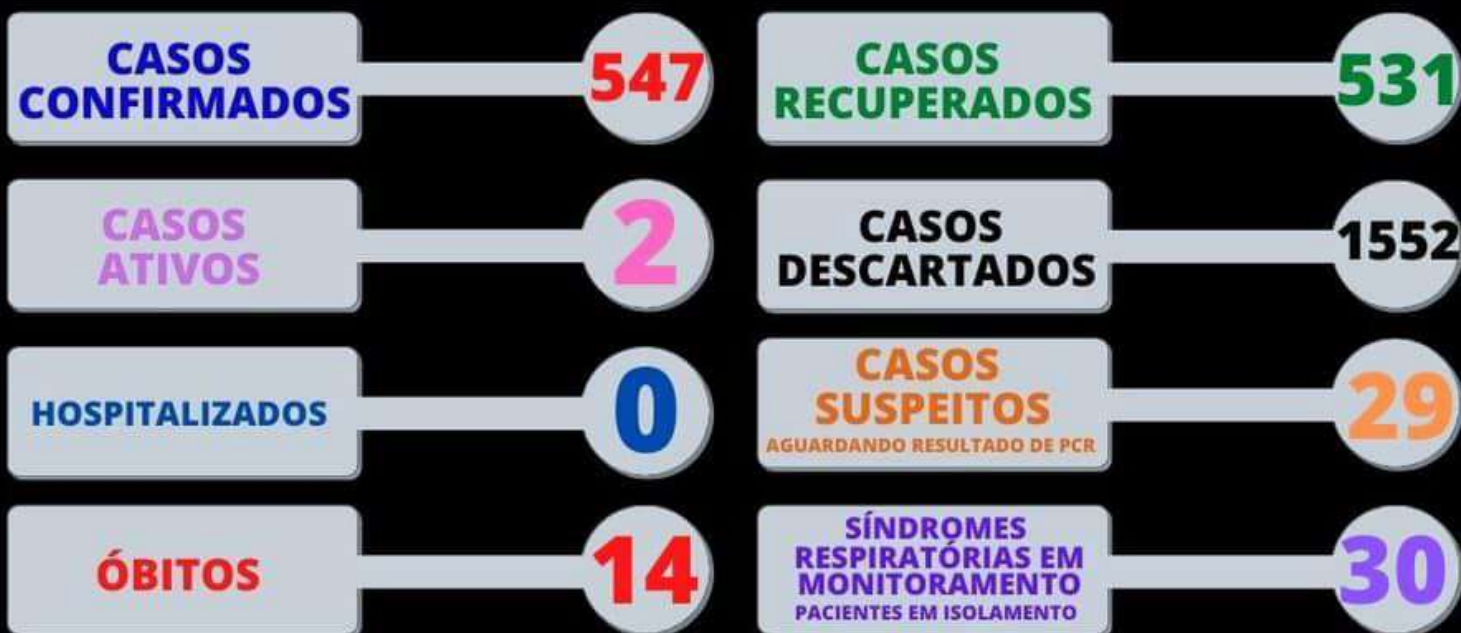 CASOS
CONFIRMADOS
547
CASOS
RECUPERADOS
531
CASOS
ATIVOS
2
CASOS
DESCARTADOS
1552
HOSPITALIZADOS
0
CASOS
SUSPEITOS
AGUARDANDO RESULTADO DE PCR
29
ÓBITOS
14
SÍNDROMES
RESPIRATÓRIAS EM
MONITORAMENTO
PACIENTES EM ISOLAMENTO
30